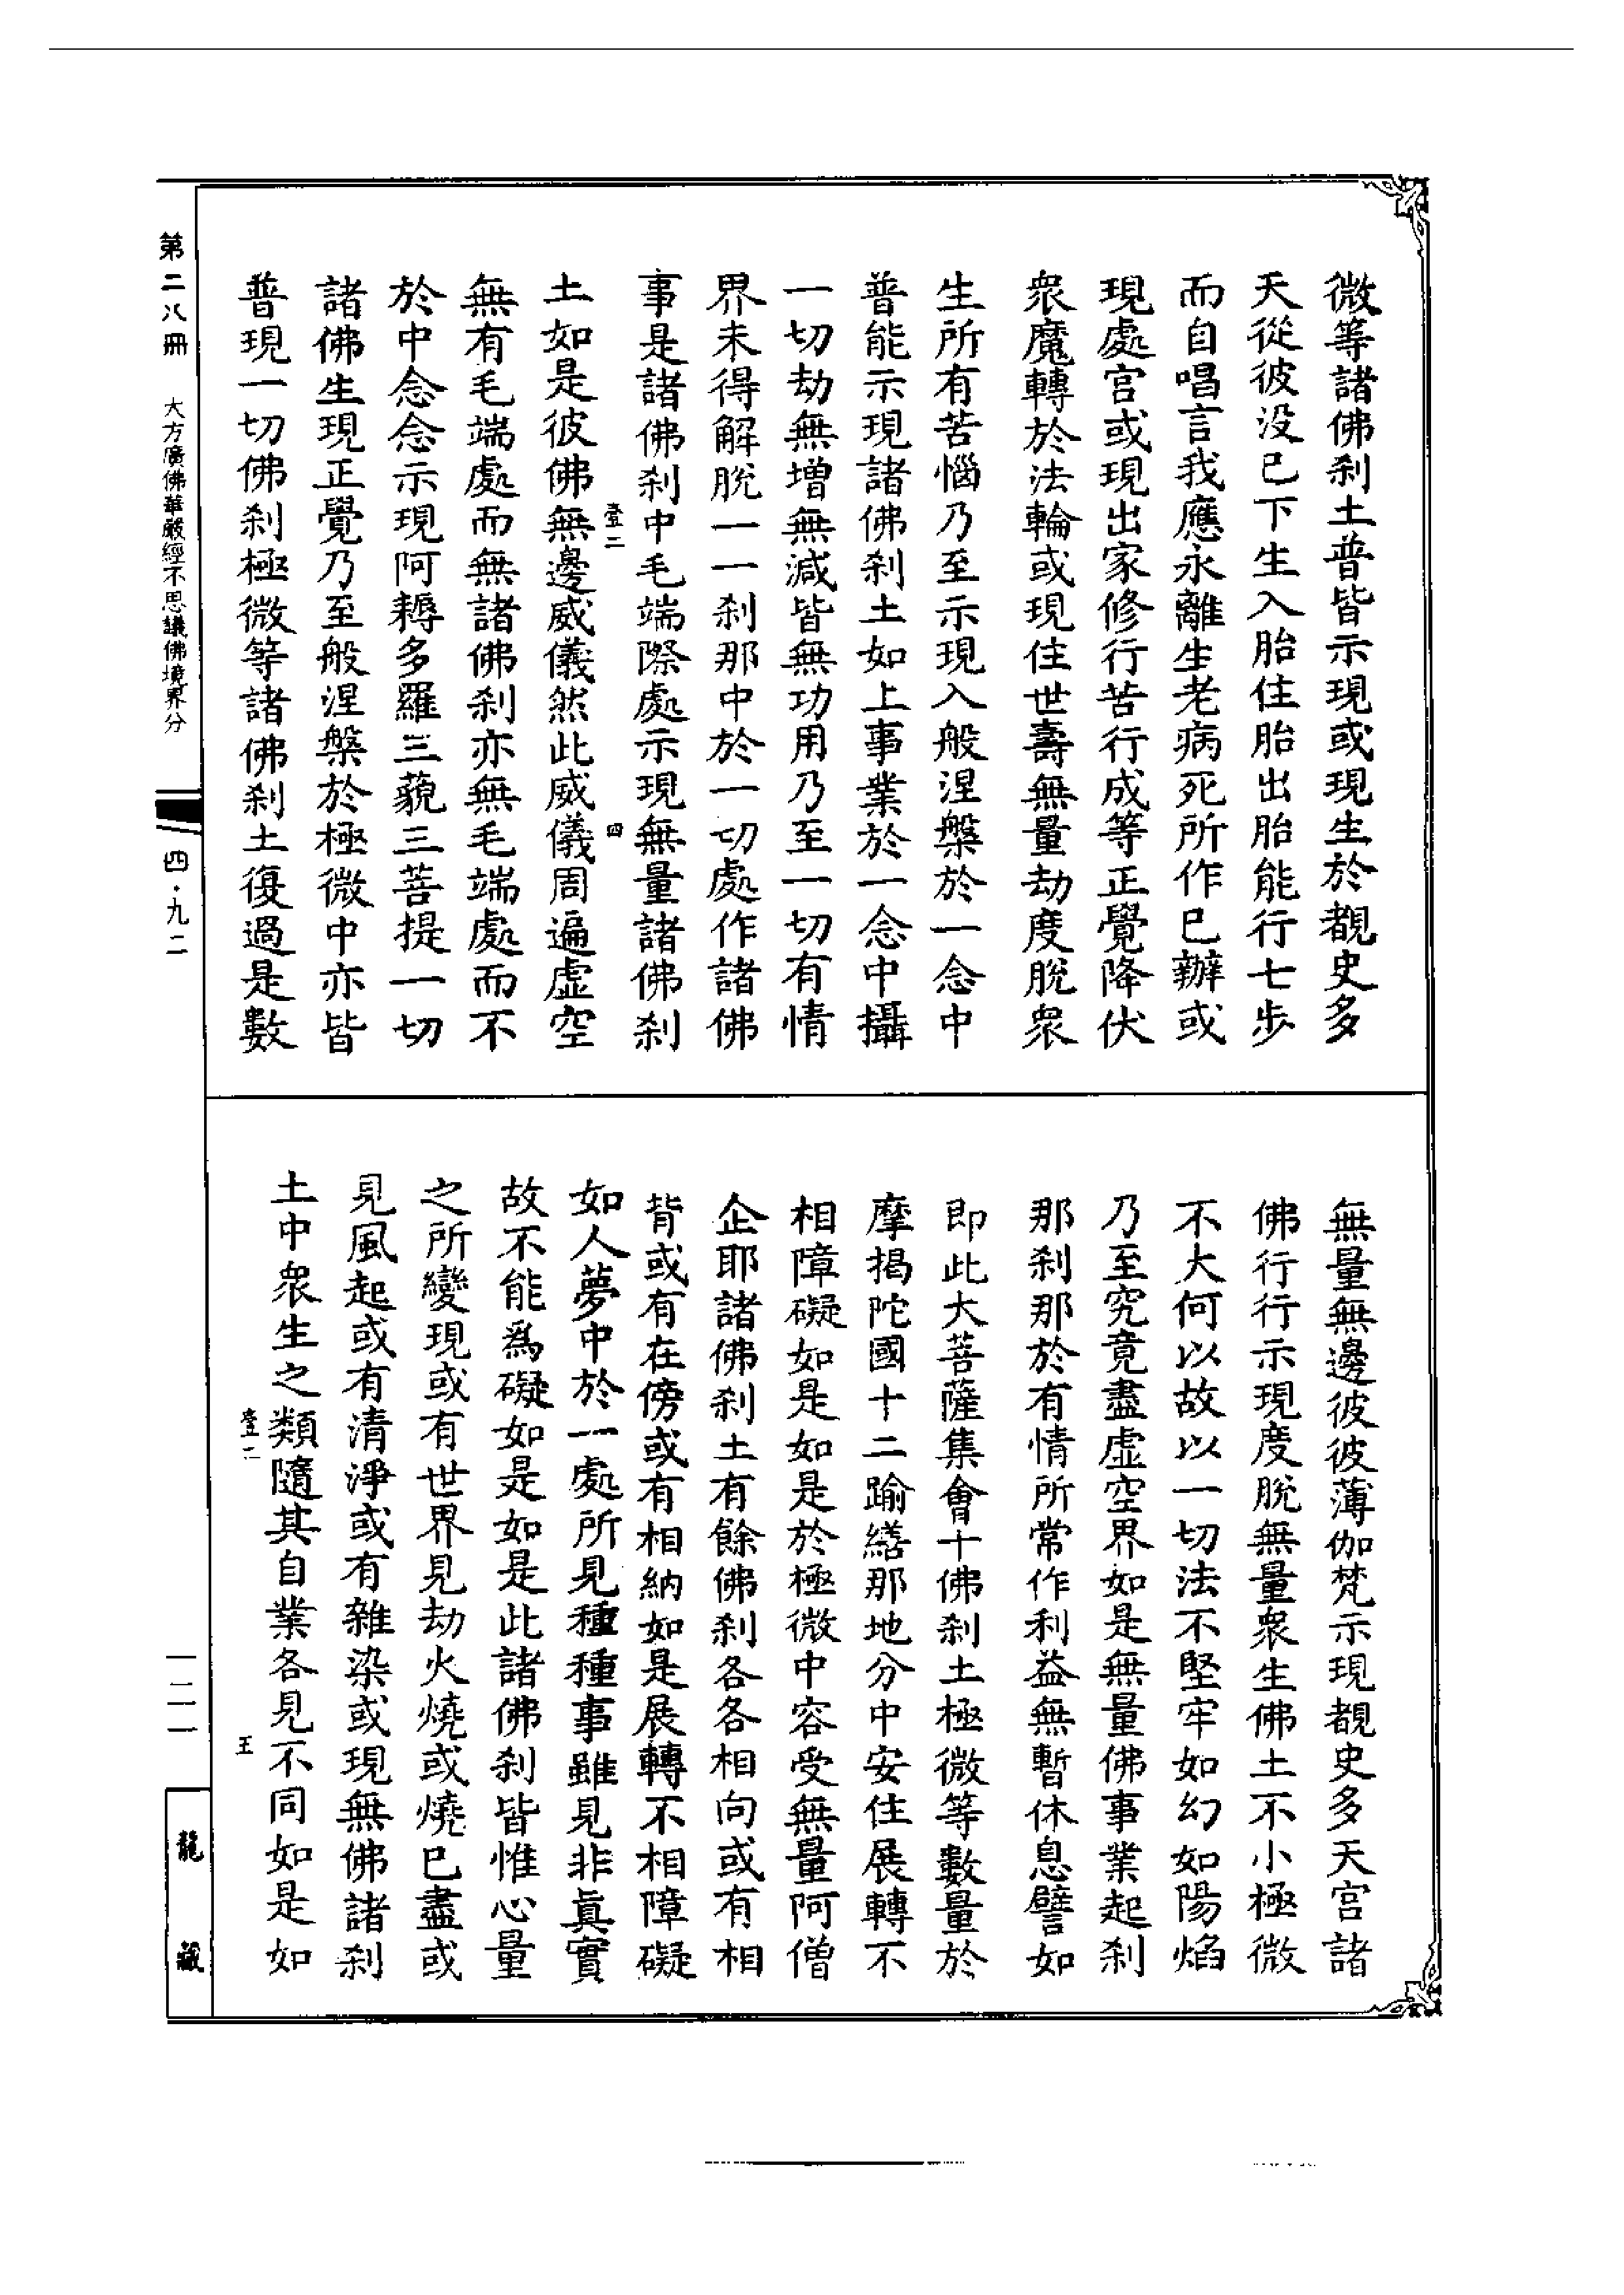 微等諸佛刹土普皆示現或現生於覩史多
天從彼没已下生入胎住胎出胎能行七步
而自唱言我應永離生老病死所作已辦或
現處宮或現出家修行苦行成等正覺降伏
衆魔轉於法輪或現住世壽無量劫度脫衆
生所有苦惱乃至示現入般涅槃於一念中
普能示現諸佛刹土如上事業於一念中攝
一切劫無增無減皆無功用乃至一切有情
界未得解脫一一刹那中於一切處作諸佛
事是諸佛刹中毛端際處示現無量諸佛刹
臺二
四
土如是彼佛無邊威儀然此威儀周遍虛空
無有毛端處而無諸佛刹亦無毛端處而不
於中念念示現阿耨多羅三藐三菩提一切
諸佛生現正覺乃至般涅槃於極微中亦皆
普現一切佛刹極微等諸佛刹土復過是數
無量無邊彼彼薄伽梵示現覩史多天宮諸
佛行行示現度脫無量衆生佛土不小極微
不大何以故以一切法不堅牢如幻如陽焰
乃至究竟盡虛空界如是無量佛事業起刹
那刹那於有情所常作利益無暫休息譬如
即此大菩薩集會十佛刹土極微等數量於
摩揭陀國十二踰繕那地分中安住展轉不
相障礙如是如是於極微中容受無量阿僧
企耶諸佛刹土有餘佛刹各各相向或有相
背或有在傍或有相納如是展轉不相障礙
如人夢中於一處所見種種事雖見非眞實
故不能爲礙如是如是此諸佛刹皆惟心量
之所變現或有世界見劫火燒或燒已盡或
見風起或有清淨或有雜染或現無佛諸刹
土中衆生之類隨其自業各見不同如是如
臺二
五
第二八冊 大方廣佛華嚴經不思議佛境界分
四·九二
一二一
龍藏